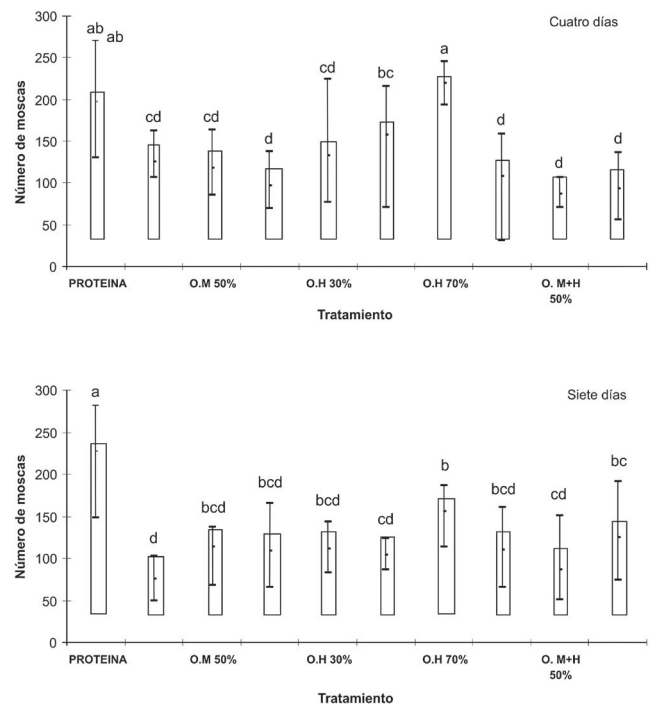 Cuatro días
Número de moscas
300
250
200
150
100
50
0
ab
ab
cd
cd
d
cd
bc
a
d
d
d
PROTEINA
O.M 50%
O.H 30%
O.H 70%
O. M+H
50%
Tratamiento
Siete días
Número de moscas
300
250
200
150
100
50
0
a
d
bcd
bcd
bcd
cd
b
bcd
cd
bc
PROTEINA
O.M 50%
O.H 30%
O.H 70%
O. M+H
50%
Tratamiento